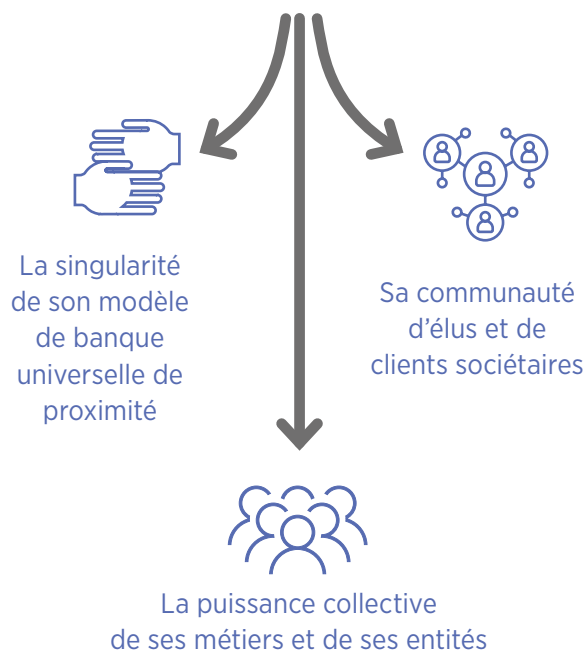 La singularité
de son modèle
de banque
universelle de
proximité
Sa communauté
d'élus et de
clients sociétaires
La puissance collective
de ses métiers et de ses entités